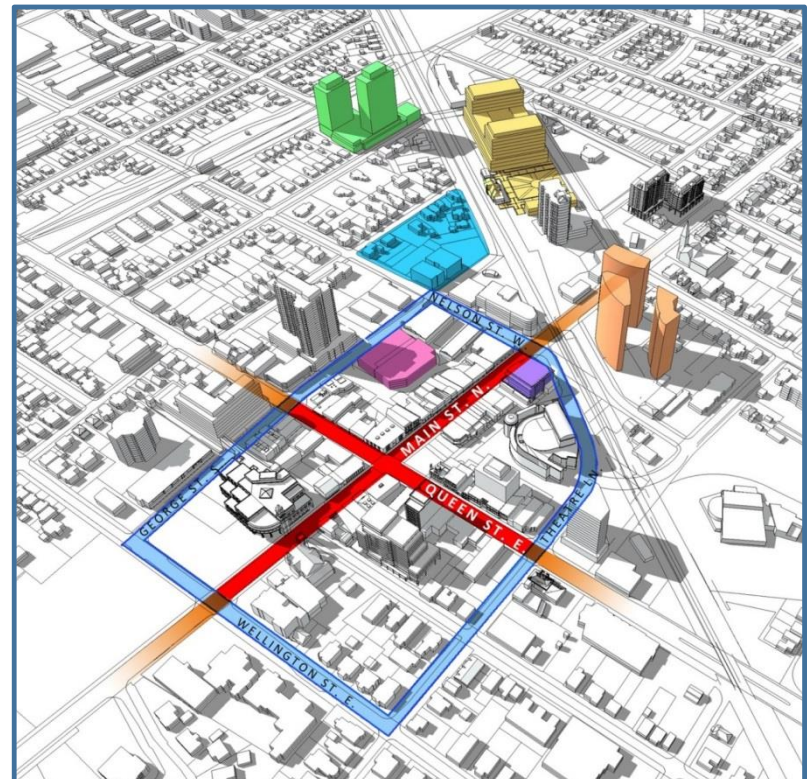 NELSON ST. W.
MAIN ST. N.
QUEEN ST. E.
THEATRE LN.
GEORGE ST. S.
WELLINGTON ST. E.